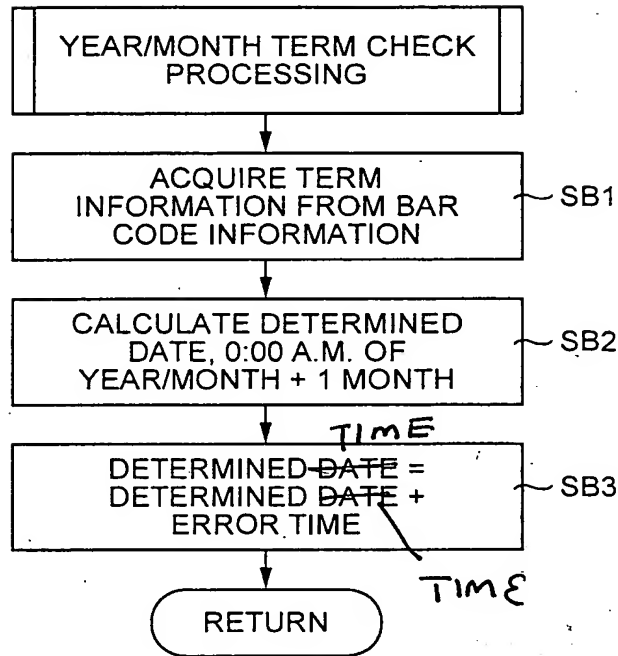 YEAR/MONTH TERM CHECK
PROCESSING
ACQUIRE TERM
INFORMATION FROM BAR
CODE INFORMATION
SB1
CALCULATE DETERMINED
DATE, 0:00 A.M. OF
YEAR/MONTH + 1 MONTH
SB2
TIME
DETERMINED DATE =
DETERMINED DATE +
ERROR TIME
SB3
TIME
RETURN